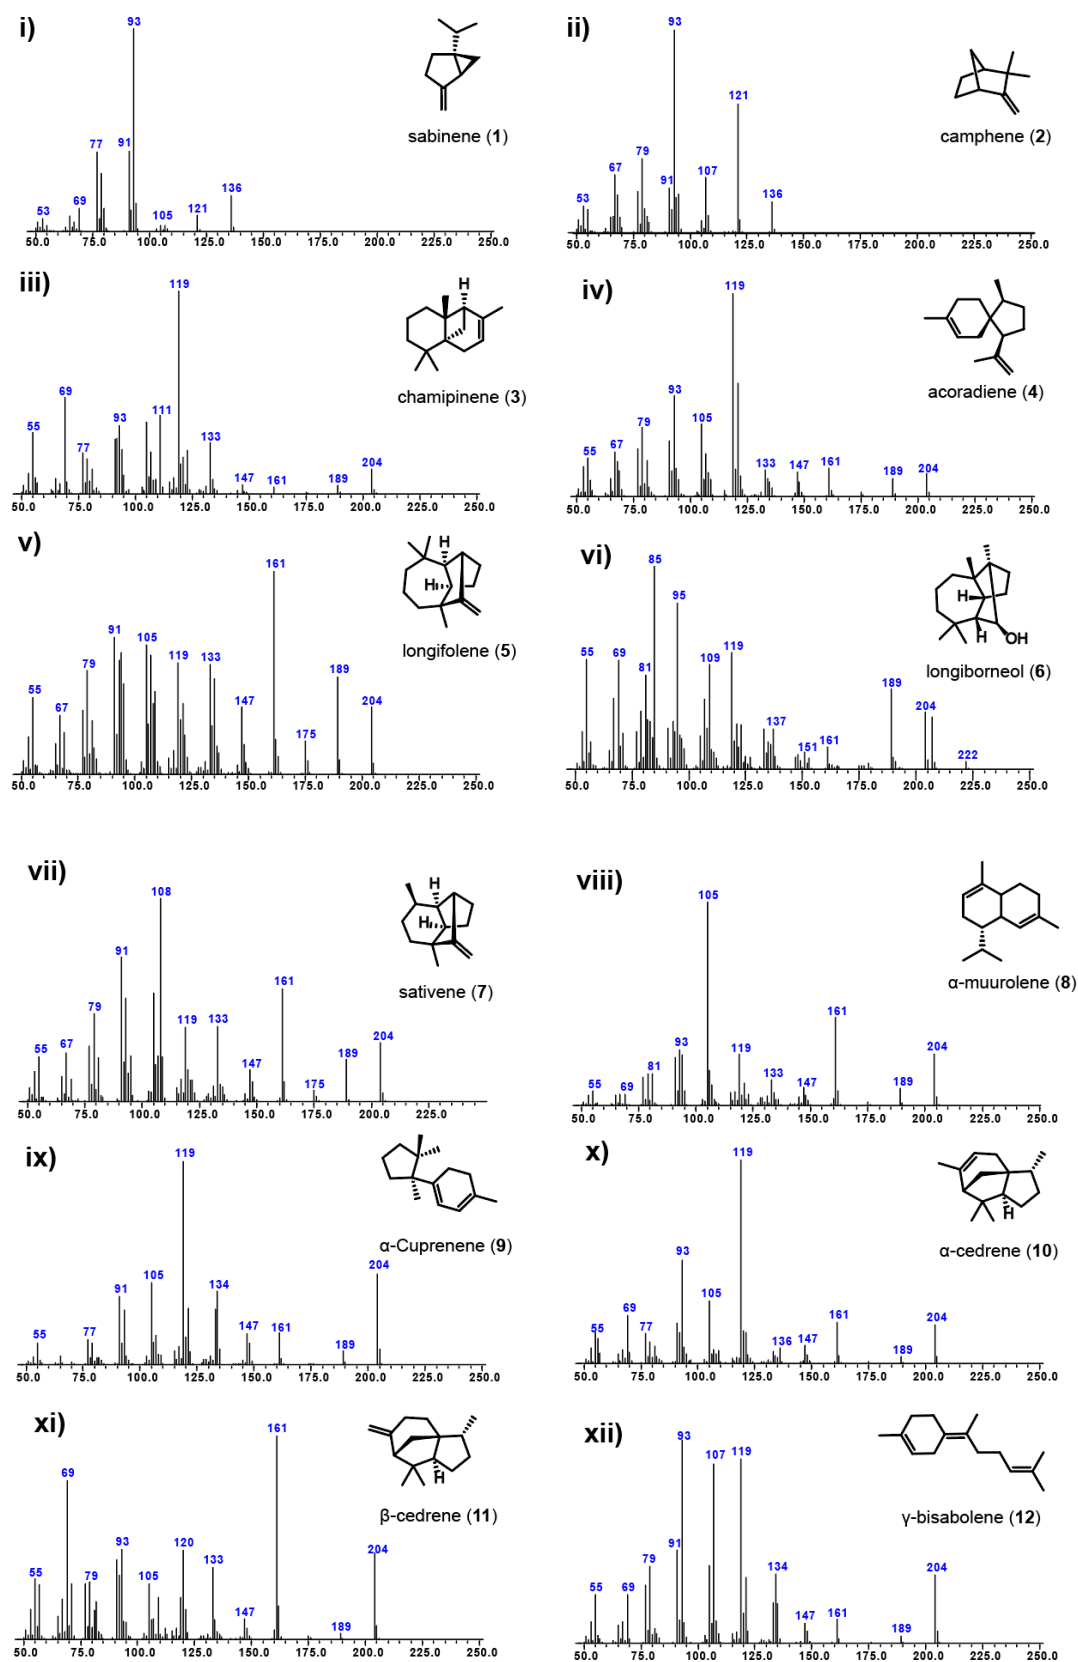 i)
93
77
91
136
53
69
105
121
50.0 75.0 100.0 125.0 150.0 175.0 200.0 225.0 250.0
sabinene (1)
ii)
93
121
79
67
91
107
136
53
50.0 75.0 100.0 125.0 150.0 175.0 200.0 225.0 250.0
camphene (2)
iii)
119
69
111
93
55
77
133
204
147
161
189
50.0 75.0 100.0 125.0 150.0 175.0 200.0 225.0 250.0
H
champinene (3)
iv)
119
93
105
79
55
67
133
147
161
189
204
50.0 75.0 100.0 125.0 150.0 175.0 200.0 225.0 250.0
acoradiene (4)
v)
161
91
105
79
119
133
189
55
67
147
204
175
50.0 75.0 100.0 125.0 150.0 175.0 200.0 225.0 250.0
H
H
longifolene (5)
vi)
85
95
55
69
81
109
119
189
204
137
151
161
222
50.0 75.0 100.0 125.0 150.0 175.0 200.0 225.0 250.0
H
H
OH
longiborneol (6)
vii)
108
91
161
79
119
133
204
55
67
147
189
175
50.0 75.0 100.0 125.0 150.0 175.0 200.0 225.0
H
H
sativene (7)
viii)
105
161
93
119
204
55
69
81
133
147
189
50.0 75.0 100.0 125.0 150.0 175.0 200.0 225.0 250.0
α-muurolene (8)
ix)
119
204
105
91
134
55
77
147
161
189
50.0 75.0 100.0 125.0 150.0 175.0 200.0 225.0 250.0
α-Cuprenene (9)
x)
119
93
105
69
55
77
161
204
136
147
189
50.0 75.0 100.0 125.0 150.0 175.0 200.0 225.0 250.0
H
α-cedrene (10)
xi)
161
69
93
120
204
55
79
105
133
147
189
50.0 75.0 100.0 125.0 150.0 175.0 200.0 225.0 250.0
H
β-cedrene (11)
xii)
93
107
119
91
79
134
204
55
69
147
161
189
50.0 75.0 100.0 125.0 150.0 175.0 200.0 225.0 250.0
γ-bisabolene (12)